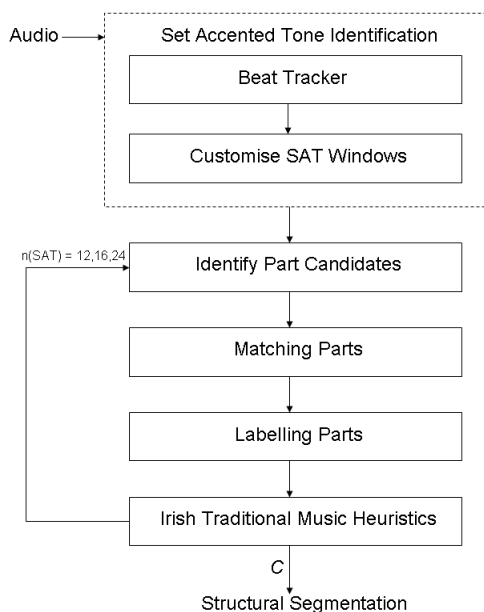 Audio
Set Accented Tone Identification
Beat Tracker
Customise SAT Windows
n(SAT) = 12,16,24
Identify Part Candidates
Matching Parts
Labelling Parts
Irish Traditional Music Heuristics
C
Structural Segmentation